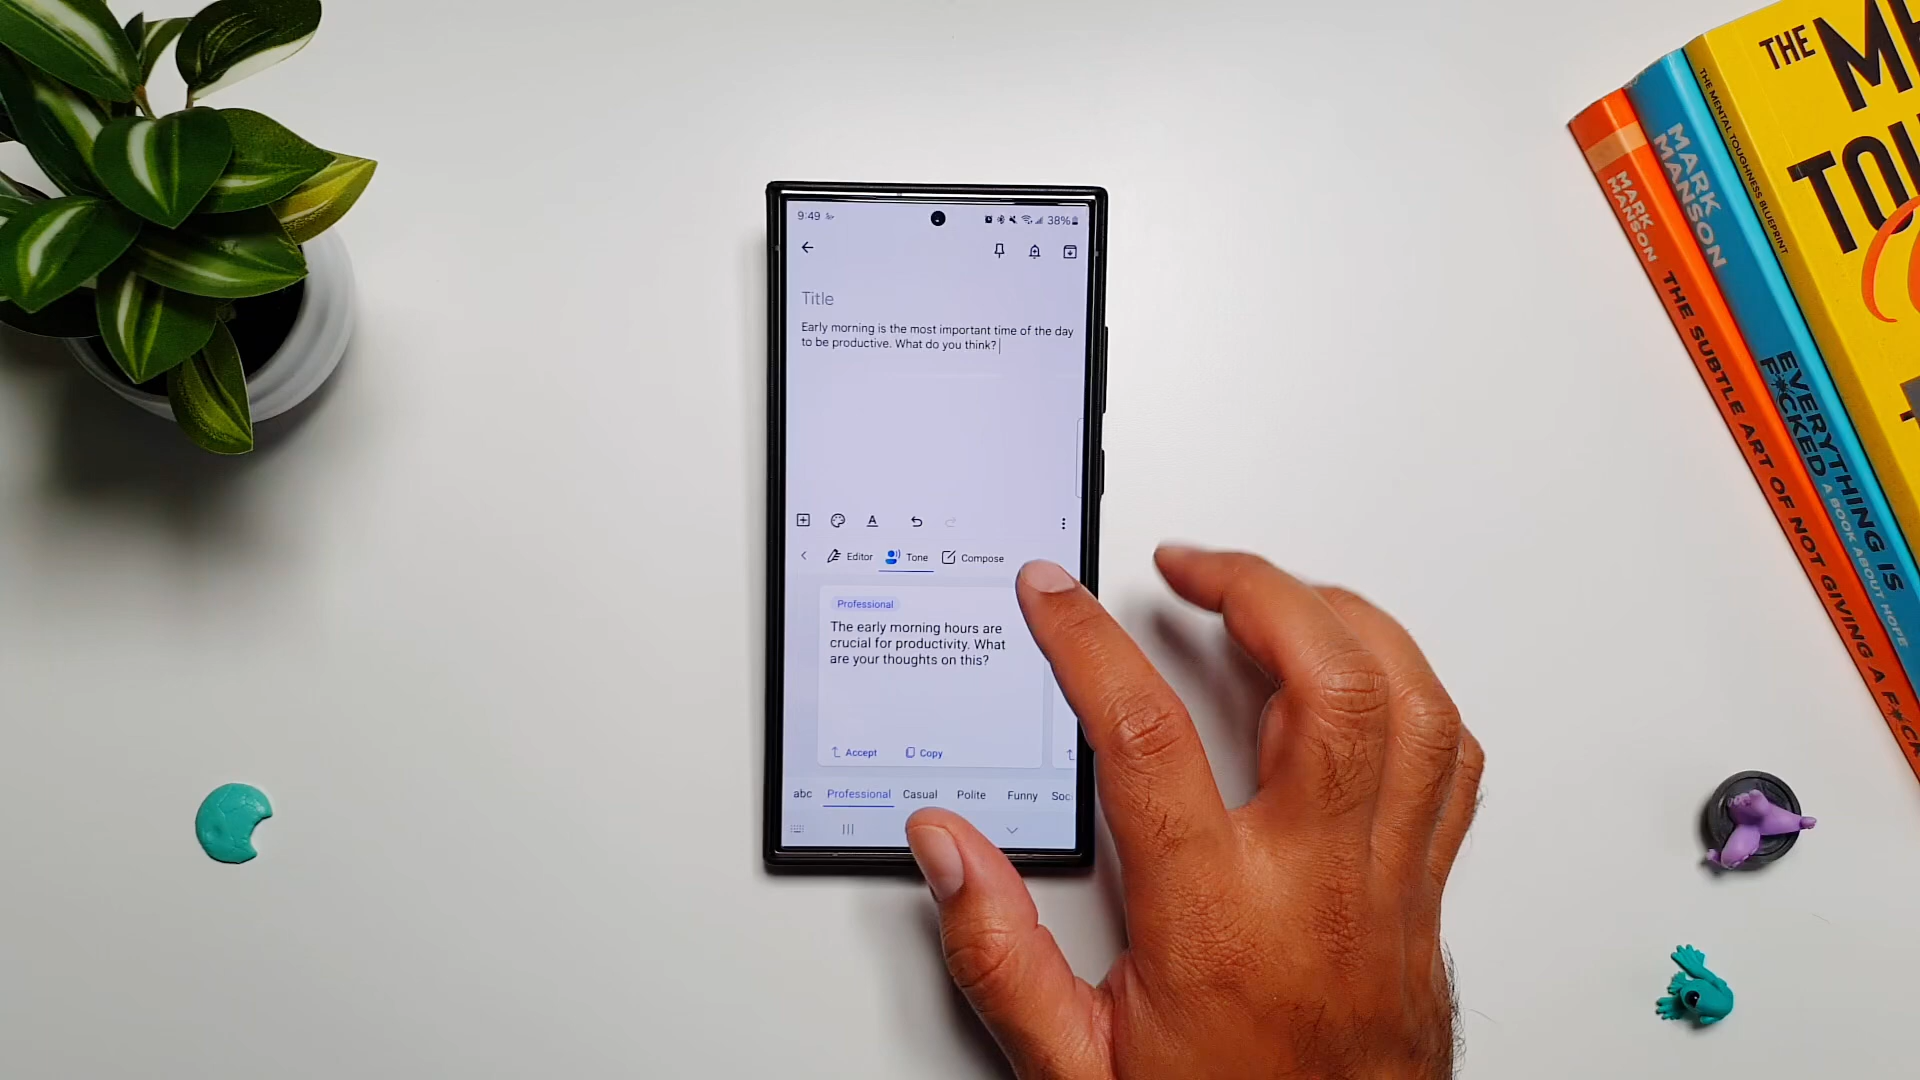 9:49
38%
Title
Early morning is the most important time of the day
to be productive. What do you think?
A
Editor
Tone
Compose
Professional
The early morning hours are
crucial for productivity. What
are your thoughts on this?
Accept
Copy
abc
Professional
Casual
Polite
Funny
Soc
MARK
MANSON
THE SUBTLE ART OF NOT GIVING A F*CK
MARK
MANSON
EVERYTHING IS
F*CKED
A BOOK ABOUT HOPE
THE MENTAL TOUGHNESS BLUEPRINT
THE